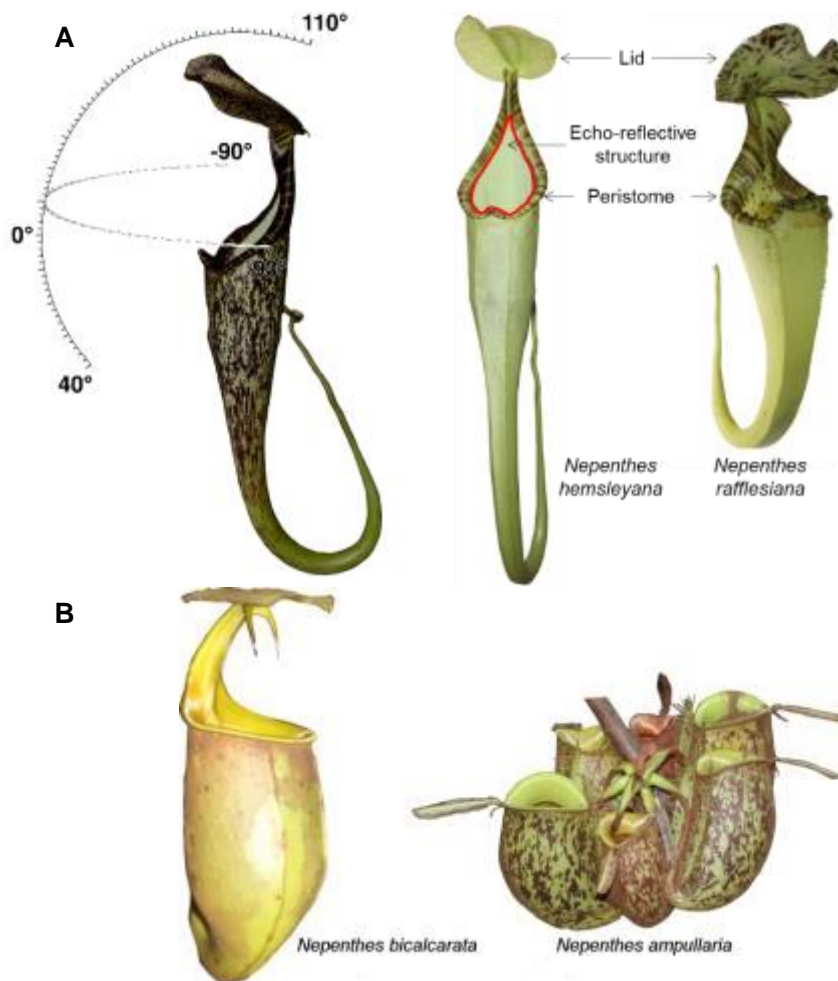 A
110°
-90°
0°
40°
Lid
Echo-reflective
structure
Peristome
Nepenthes
hemsleyana
Nepenthes
rafflesiana
B
Nepenthes bicalcarata
Nepenthes ampullaria